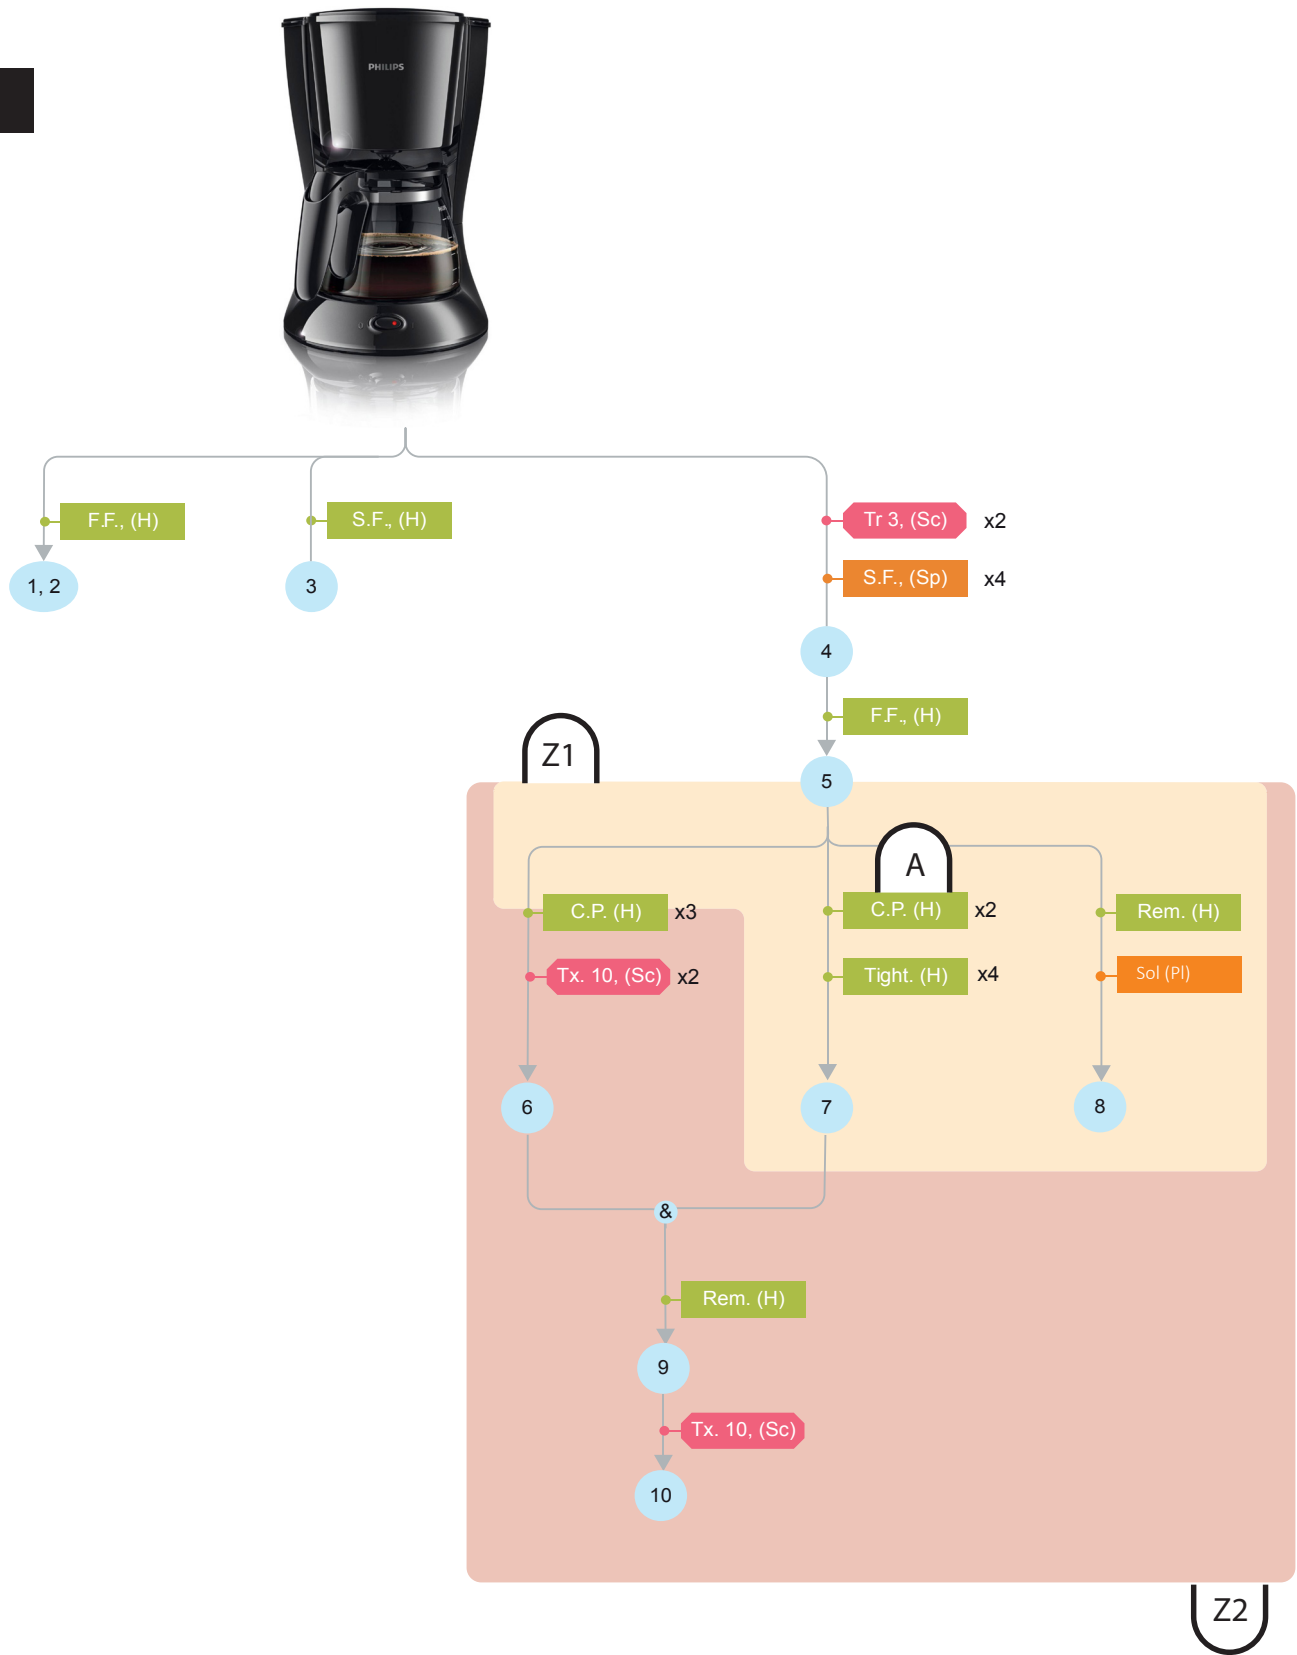 PHILIPS
F.F., (H)
S.F., (H)
Tr 3, (Sc) x2
S.F., (Sp) x4
1, 2
3
4
F.F., (H)
Z1
5
A
C.P. (H) x3
C.P. (H) x2
Rem. (H)
Tx. 10, (Sc) x2
Tight. (H) x4
Sol (Pl)
6
7
8
&
Rem. (H)
9
Tx. 10, (Sc)
10
Z2